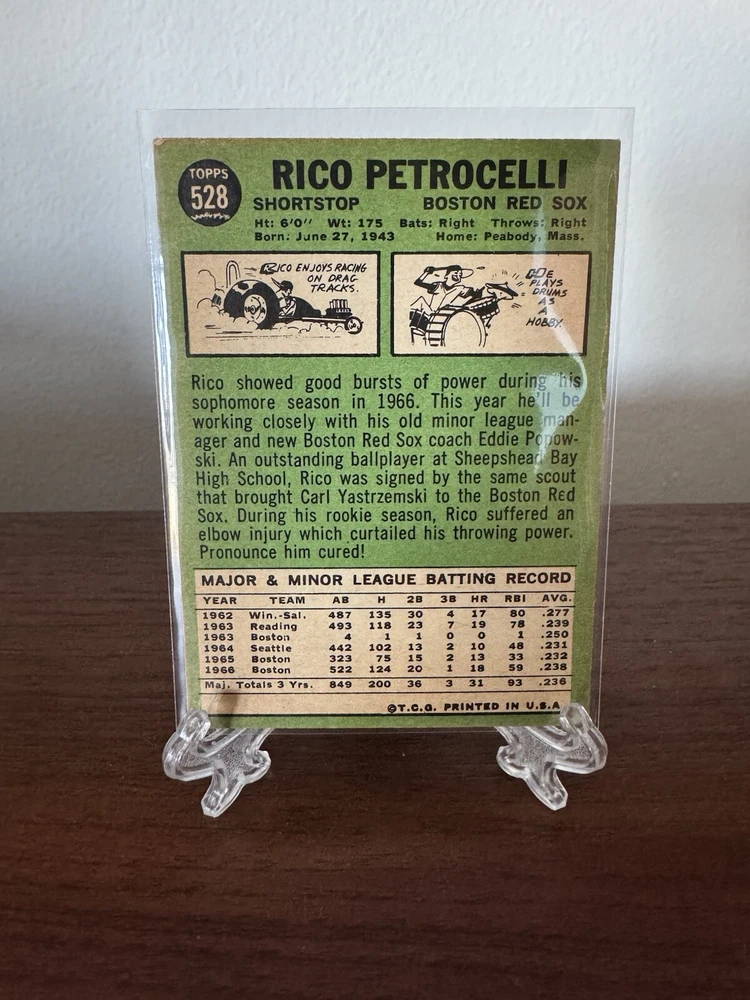 TOPPS
528
RICO PETROCELLI
SHORTSTOP BOSTON RED SOX
Ht: 6'0" Wt: 175 Bats: Right Throws: Right
Born: June 27, 1943 Home: Peabody, Mass.
RICO ENJOYS RACING
ON DRAG
TRACKS.
HE
PLAYS
DRUMS
AS
A
HOBBY.
Rico showed good bursts of power during his
sophomore season in 1966. This year he'll be
working closely with his old minor league man-
ager and new Boston Red Sox coach Eddie Popow-
ski. An outstanding ballplayer at Sheepshead Bay
High School, Rico was signed by the same scout
that brought Carl Yastrzemski to the Boston Red
Sox. During his rookie season, Rico suffered an
elbow injury which curtailed his throwing power.
Pronounce him cured!
MAJOR & MINOR LEAGUE BATTING RECORD
YEAR TEAM AB H 2B 3B HR RBI AVG.
1962 Win.-Sal. 487 135 30 4 17 80 .277
1963 Reading 493 118 23 7 19 78 .239
1963 Boston 4 1 1 0 0 1 .250
1964 Seattle 442 102 13 2 10 48 .231
1965 Boston 323 75 15 2 13 33 .232
1966 Boston 522 124 20 1 18 59 .238
Maj. Totals 3 Yrs. 849 200 36 3 31 93 .236
©T.C.G. PRINTED IN U.S.A.